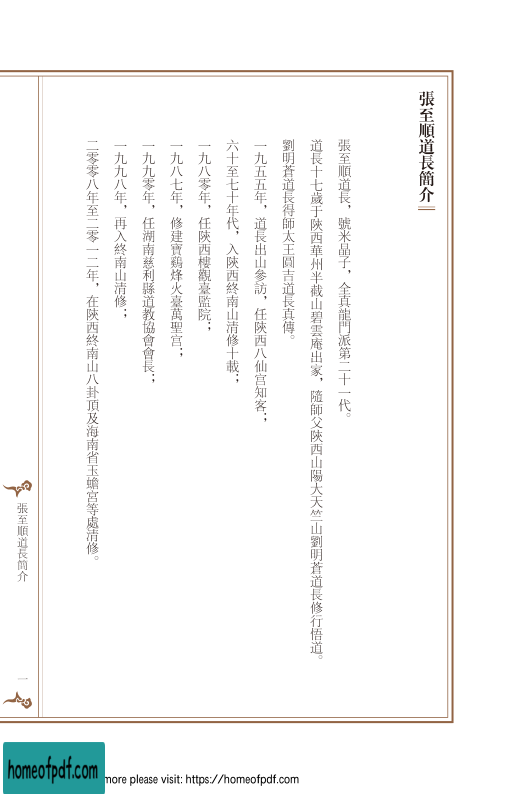 張至順道長簡介
張至順道長，號米晶子，全真龍門派第二十一代。
道長十七歲于陝西華州半截山碧雲庵出家，隨師父陝西山陽大天竺山劉明蒼道長修行悟道。
劉明蒼道長得師太王圓吉道長真傳。
一九五五年，道長出山參訪，任陝西八仙宮知客；
六十至七十年代，入陝西終南山清修十載；
一九八零年，任陝西樓觀臺監院；
一九八七年，修建寶鷄烽火臺萬聖宮；
一九九零年，任湖南慈利縣道教協會會長；
一九九八年，再入終南山清修；
二零零八年至二零一二年，在陝西終南山八卦頂及海南省玉蟾宮等處清修。
張至順道長簡介
一
homeofpdf.com
more please visit: https://homeofpdf.com